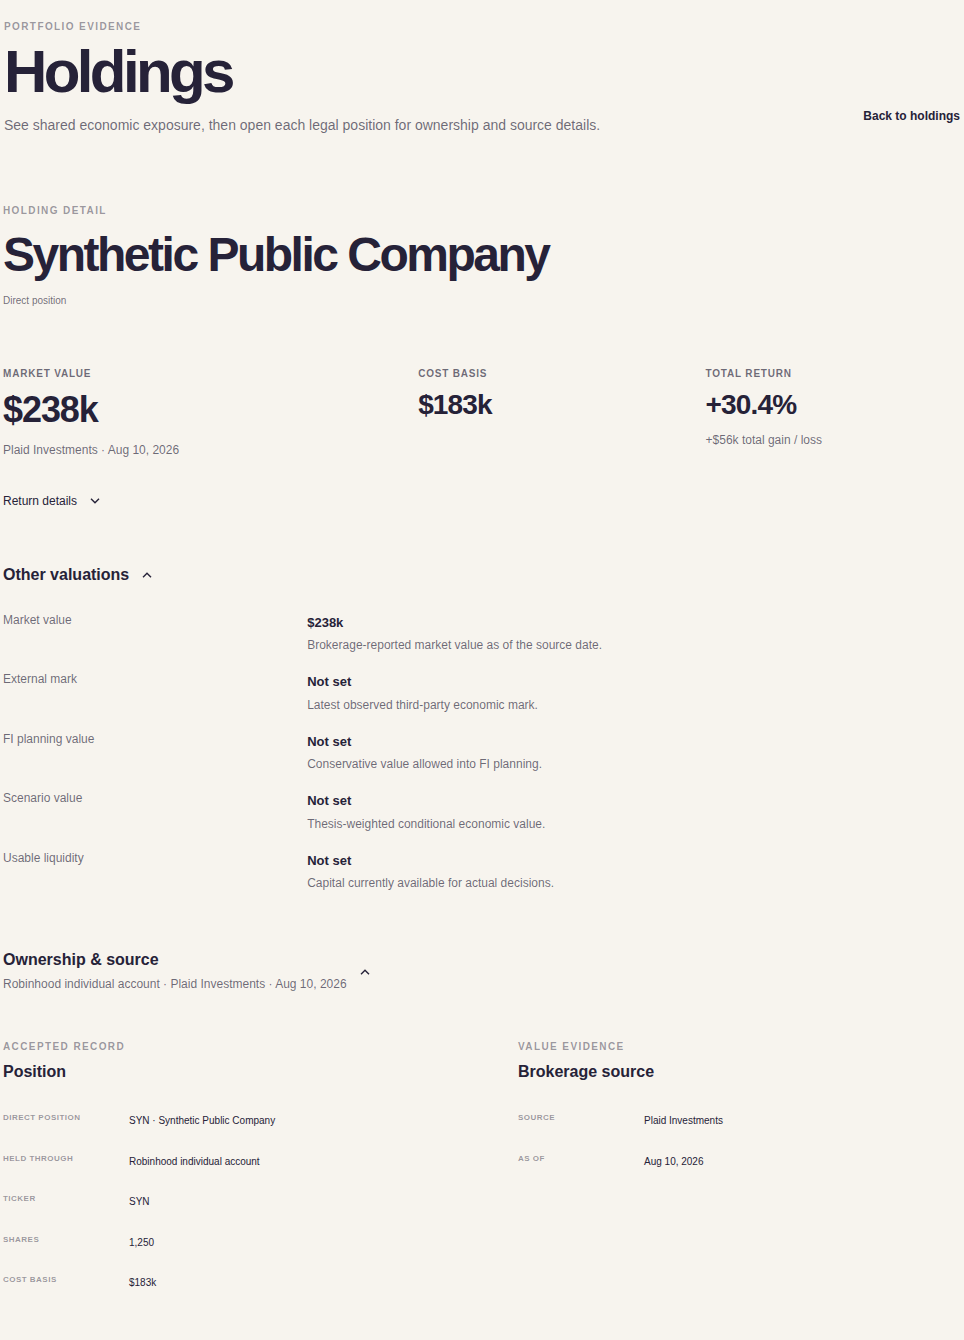 PORTFOLIO EVIDENCE
Holdings
See shared economic exposure, then open each legal position for ownership and source details.
Back to holdings
HOLDING DETAIL
Synthetic Public Company
Direct position
MARKET VALUE
$238k
Plaid Investments · Aug 10, 2026
COST BASIS
$183k
TOTAL RETURN
+30.4%
+$56k total gain / loss
Return details
Other valuations
Market value
$238k
Brokerage-reported market value as of the source date.
External mark
Not set
Latest observed third-party economic mark.
FI planning value
Not set
Conservative value allowed into FI planning.
Scenario value
Not set
Thesis-weighted conditional economic value.
Usable liquidity
Not set
Capital currently available for actual decisions.
Ownership & source
Robinhood individual account · Plaid Investments · Aug 10, 2026
ACCEPTED RECORD
Position
DIRECT POSITION
SYN · Synthetic Public Company
HELD THROUGH
Robinhood individual account
TICKER
SYN
SHARES
1,250
COST BASIS
$183k
VALUE EVIDENCE
Brokerage source
SOURCE
Plaid Investments
AS OF
Aug 10, 2026